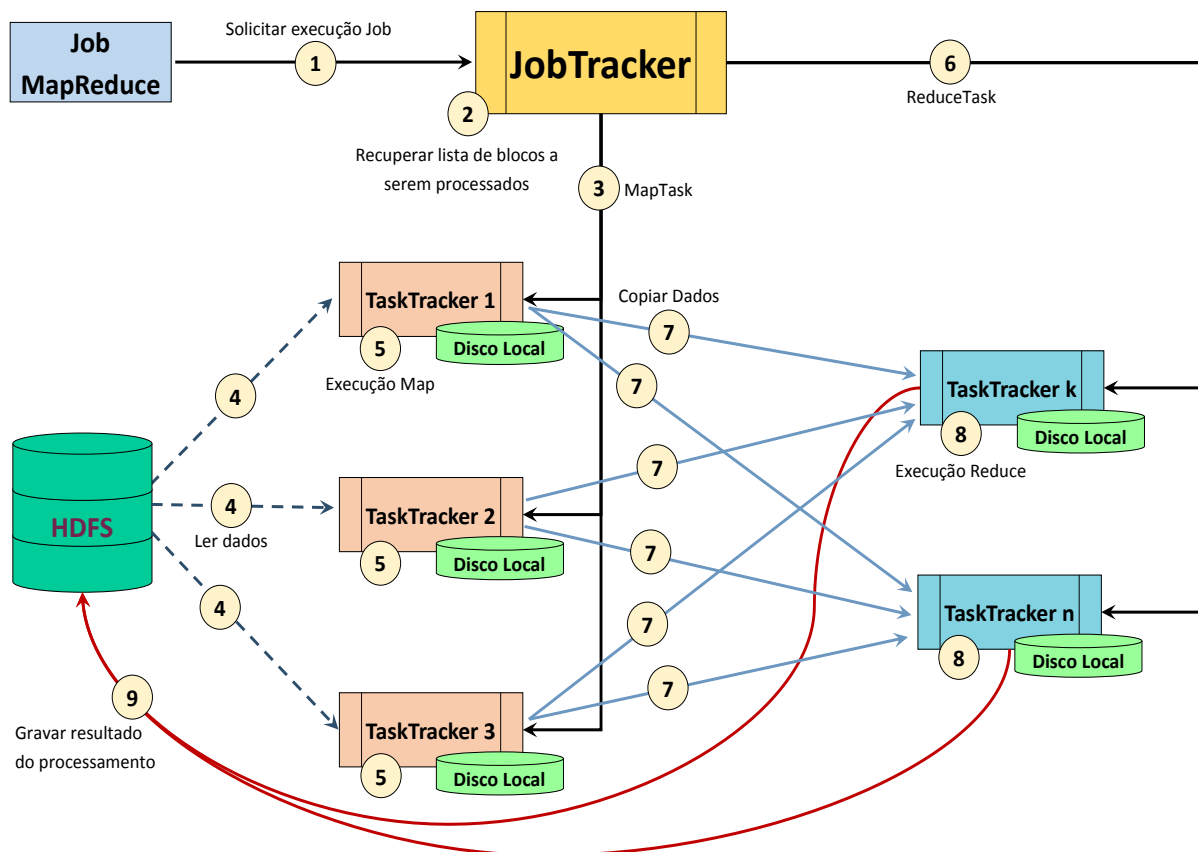 Job
MapReduce
Solicitar execução Job
1
JobTracker
2
Recuperar lista de blocos a
serem processados
3
MapTask
6
ReduceTask
TaskTracker 1
Disco Local
5
Execução Map
Copiar Dados
7
7
4
TaskTracker k
Disco Local
8
Execução Reduce
HDFS
4
Ler dados
TaskTracker 2
Disco Local
5
7
7
4
7
TaskTracker n
Disco Local
8
7
9
Gravar resultado
do processamento
TaskTracker 3
Disco Local
5